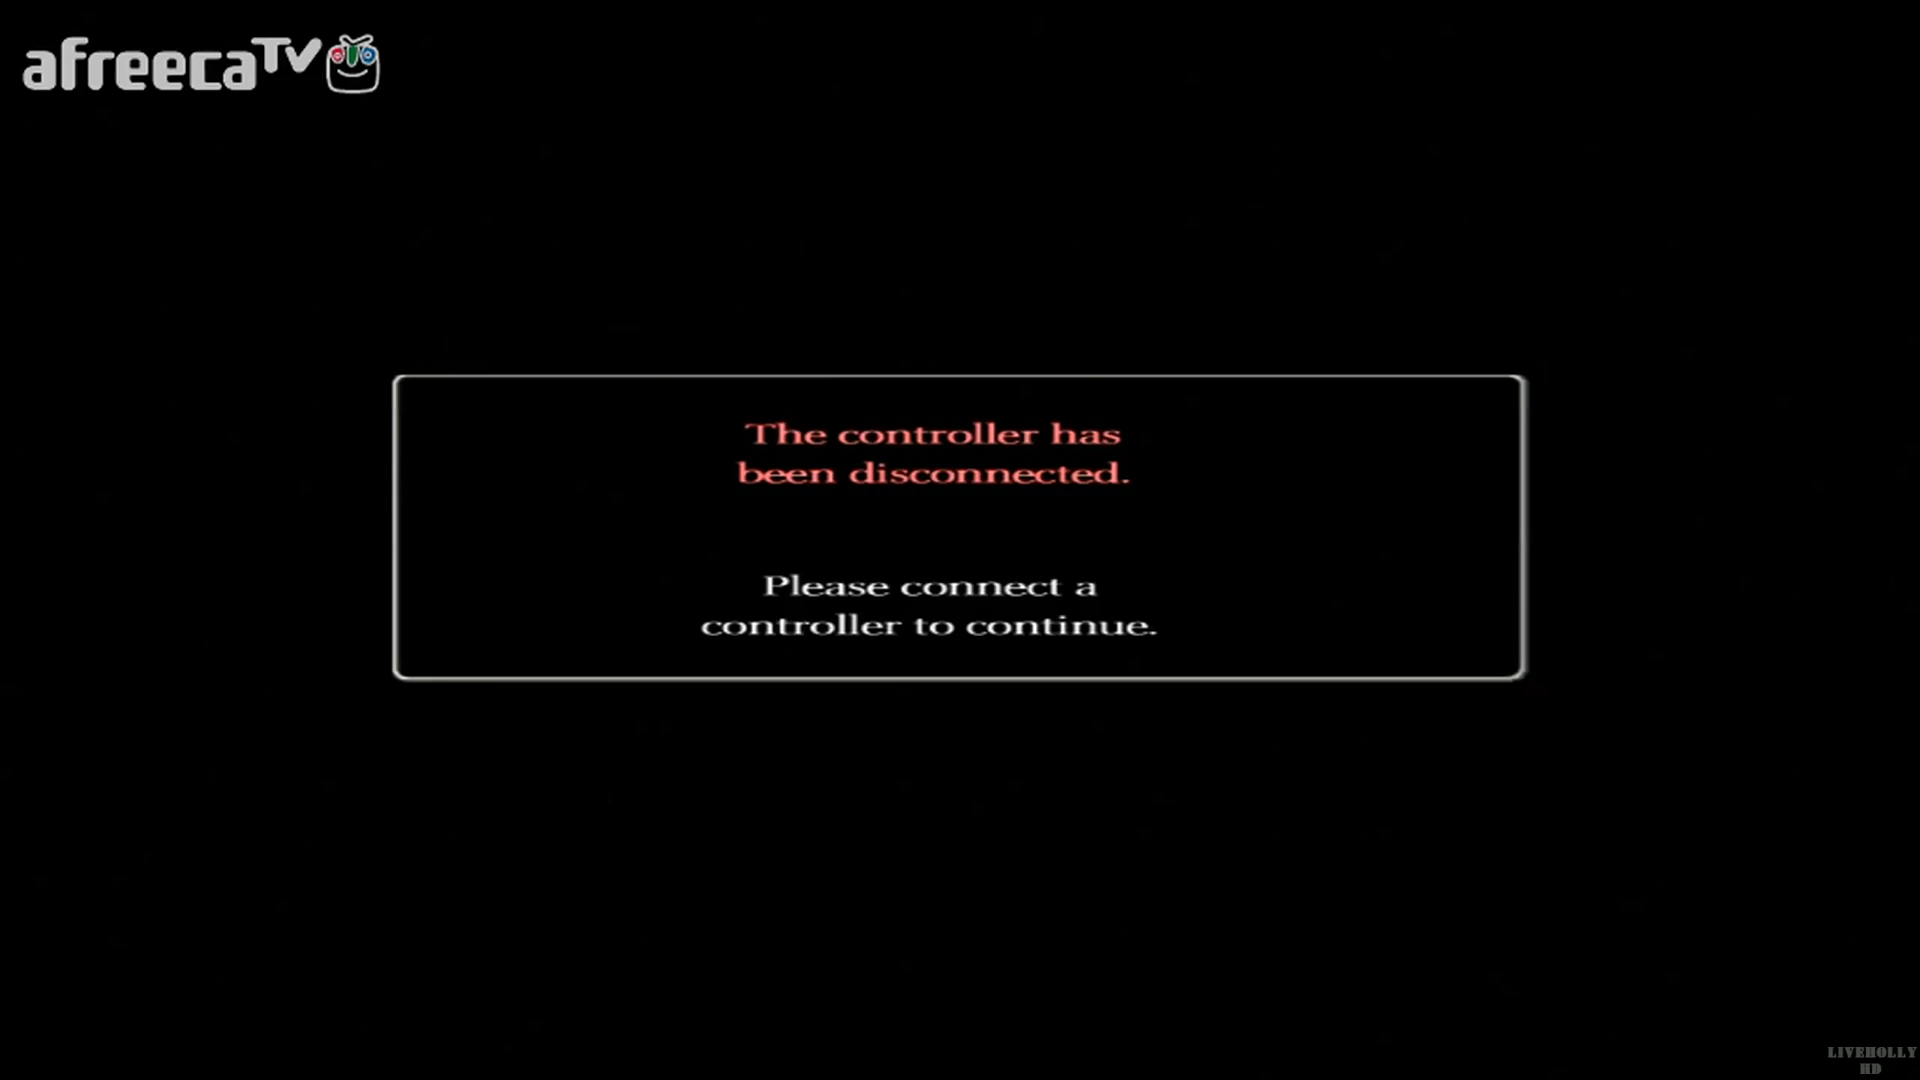 afreecaTV
The controller has
been disconnected.
Please connect a
controller to continue.
LIVEHOLLY
HD